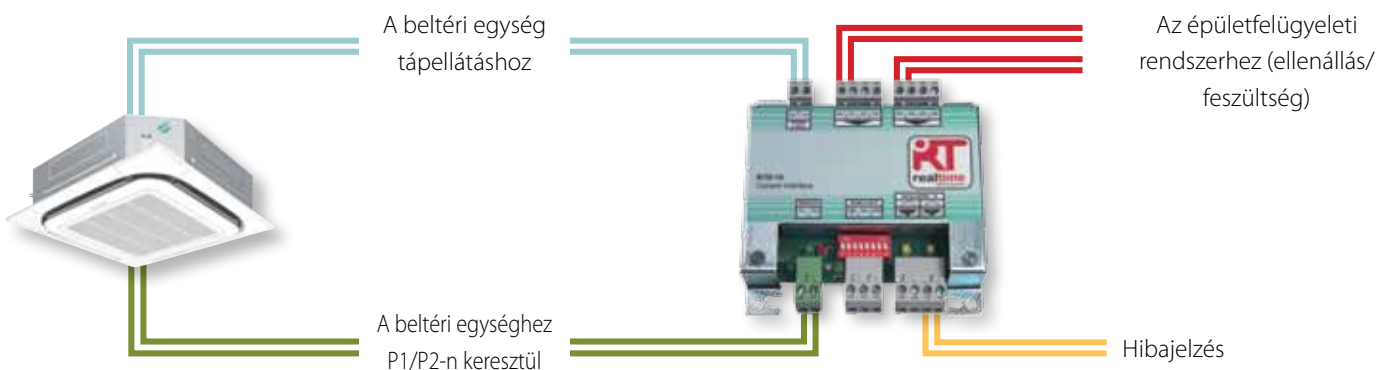 A beltéri egység
tápellátáshoz
Az épületfelügyeleti
rendszerhez (ellenállás/
feszültség)
RT
realtime
A beltéri egységhez
P1/P2-n keresztül
Hibajelzés